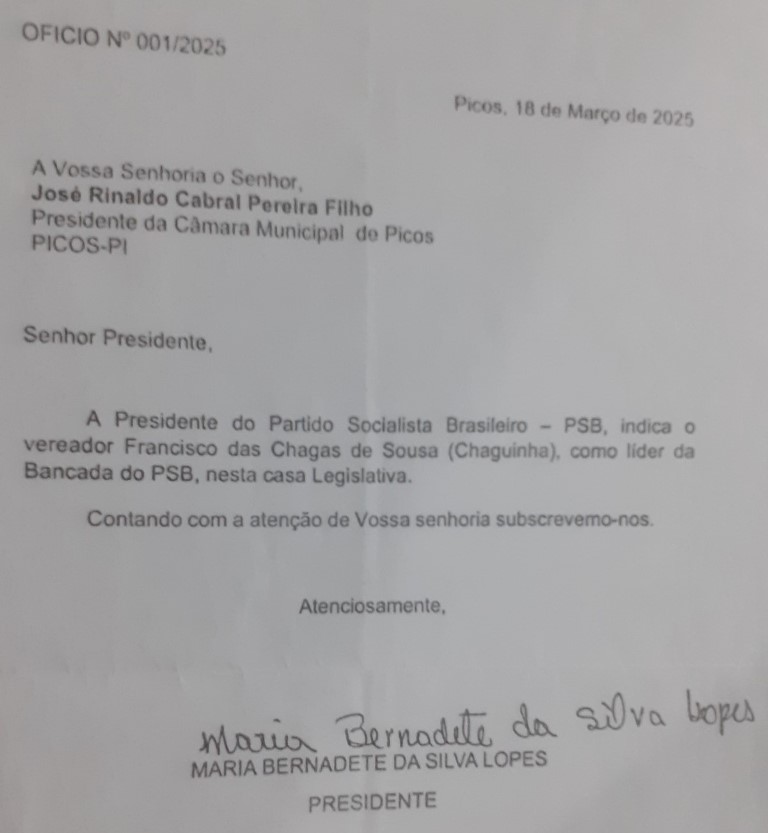 OFICIO Nº 001/2025
Picos, 18 de Março de 2025
A Vossa Senhoria o Senhor,
José Rinaldo Cabral Pereira Filho
Presidente da Câmara Municipal de Picos
PICOS-PI
Senhor Presidente,
A Presidente do Partido Socialista Brasileiro – PSB, indica o
vereador Francisco das Chagas de Sousa (Chaguinha), como líder da
Bancada do PSB, nesta casa Legislativa.
Contando com a atenção de Vossa senhoria subscrevemo-nos.
Atenciosamente,
Maria Bernadete da Silva Lopes
MARIA BERNADETE DA SILVA LOPES
PRESIDENTE